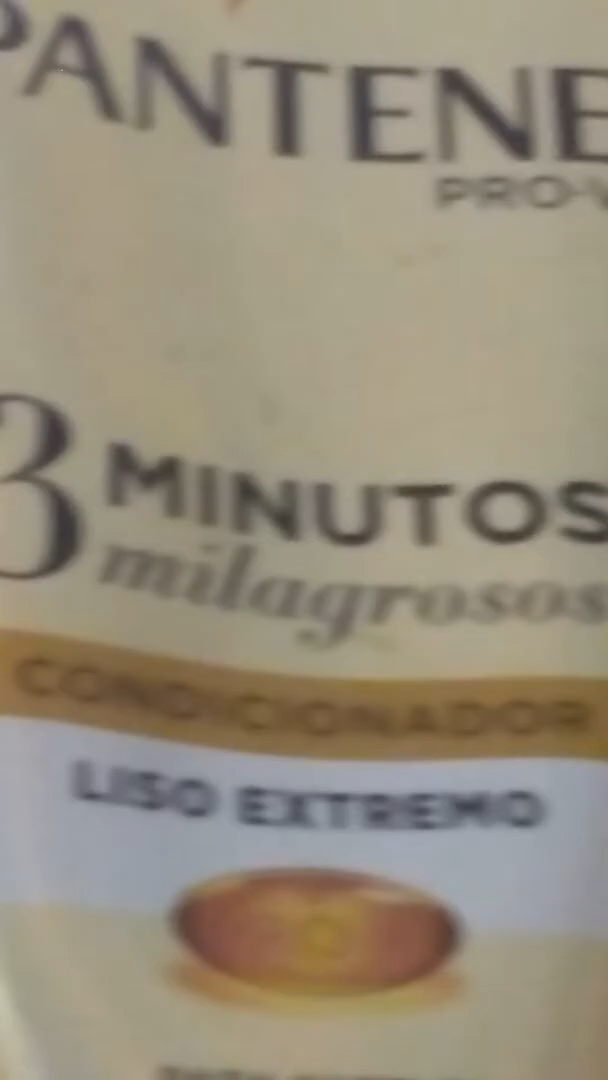 PANTENE
PRO-V
3 MINUTOS
milagrosos
CONDICIONADOR
LISO EXTREMO